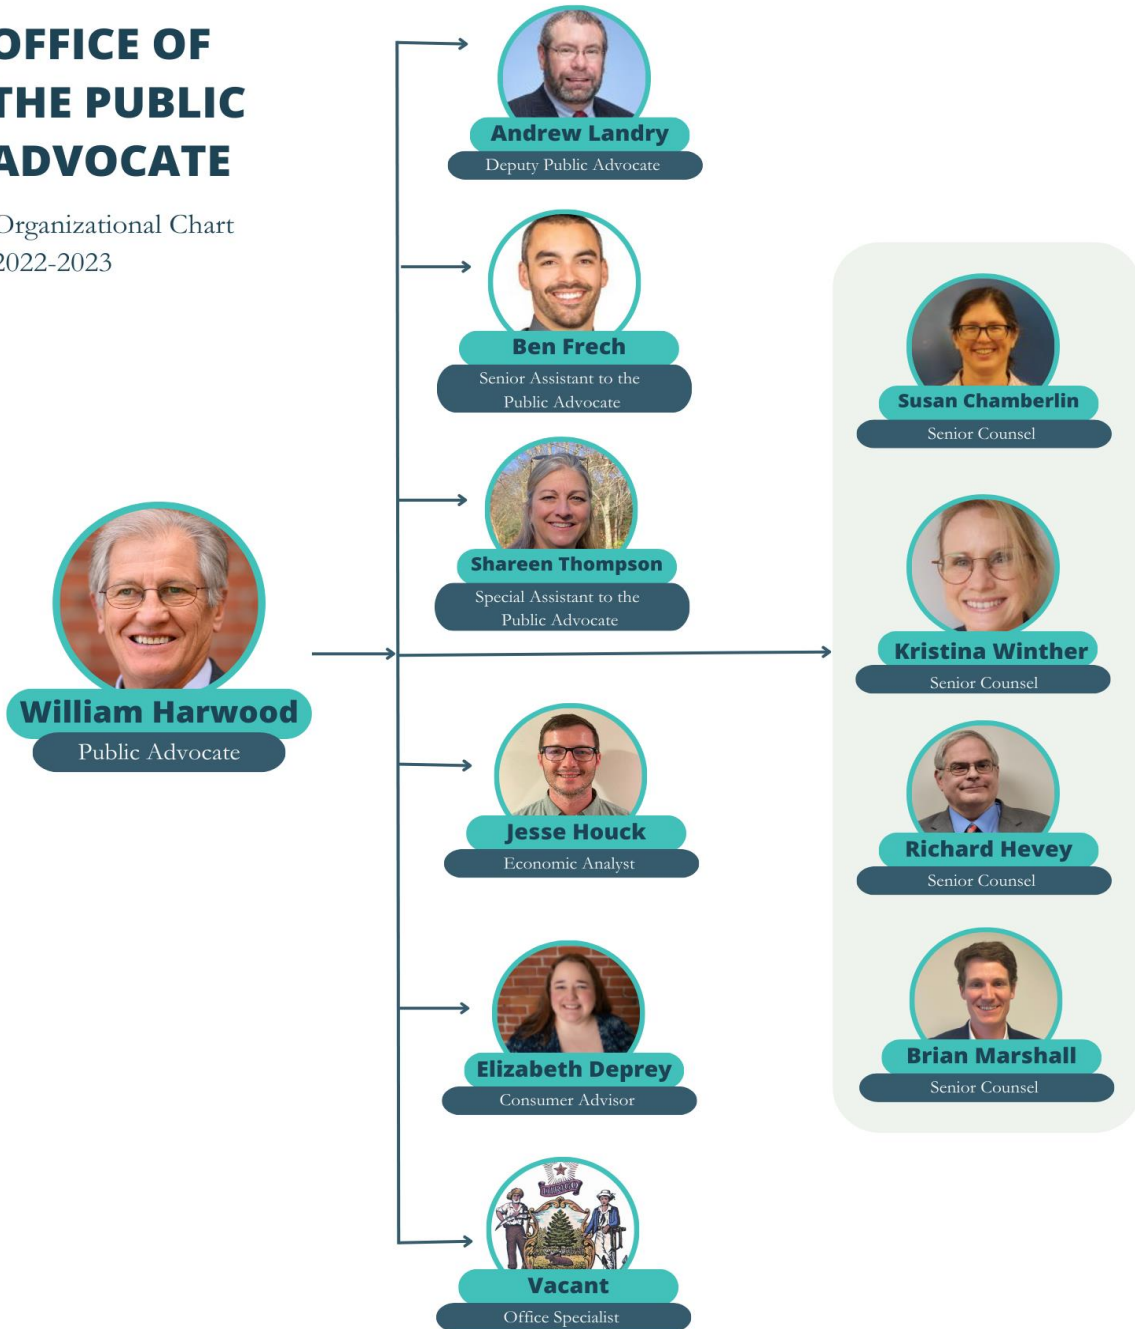 OFFICE OF
THE PUBLIC
ADVOCATE
Organizational Chart
2022-2023
William Harwood
Public Advocate
Andrew Landry
Deputy Public Advocate
Ben Frech
Senior Assistant to the
Public Advocate
Shareen Thompson
Special Assistant to the
Public Advocate
Jesse Houck
Economic Analyst
Elizabeth Deprey
Consumer Advisor
Vacant
Office Specialist
Susan Chamberlin
Senior Counsel
Kristina Winther
Senior Counsel
Richard Hevey
Senior Counsel
Brian Marshall
Senior Counsel